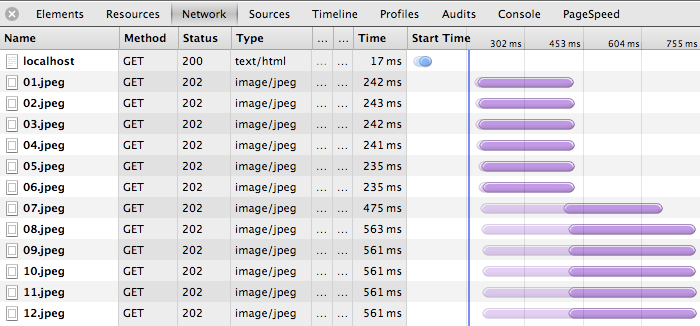 Elements Resources Network Sources Timeline Profiles Audits Console PageSpeed
Name Method Status Type ... ... Time Start Time
302 ms 453 ms 604 ms 755 ms
localhost GET 200 text/html ... ... 17 ms
01.jpeg GET 202 image/jpeg ... ... 242 ms
02.jpeg GET 202 image/jpeg ... ... 243 ms
03.jpeg GET 202 image/jpeg ... ... 242 ms
04.jpeg GET 202 image/jpeg ... ... 241 ms
05.jpeg GET 202 image/jpeg ... ... 235 ms
06.jpeg GET 202 image/jpeg ... ... 235 ms
07.jpeg GET 202 image/jpeg ... ... 475 ms
08.jpeg GET 202 image/jpeg ... ... 563 ms
09.jpeg GET 202 image/jpeg ... ... 561 ms
10.jpeg GET 202 image/jpeg ... ... 561 ms
11.jpeg GET 202 image/jpeg ... ... 561 ms
12.jpeg GET 202 image/jpeg ... ... 561 ms